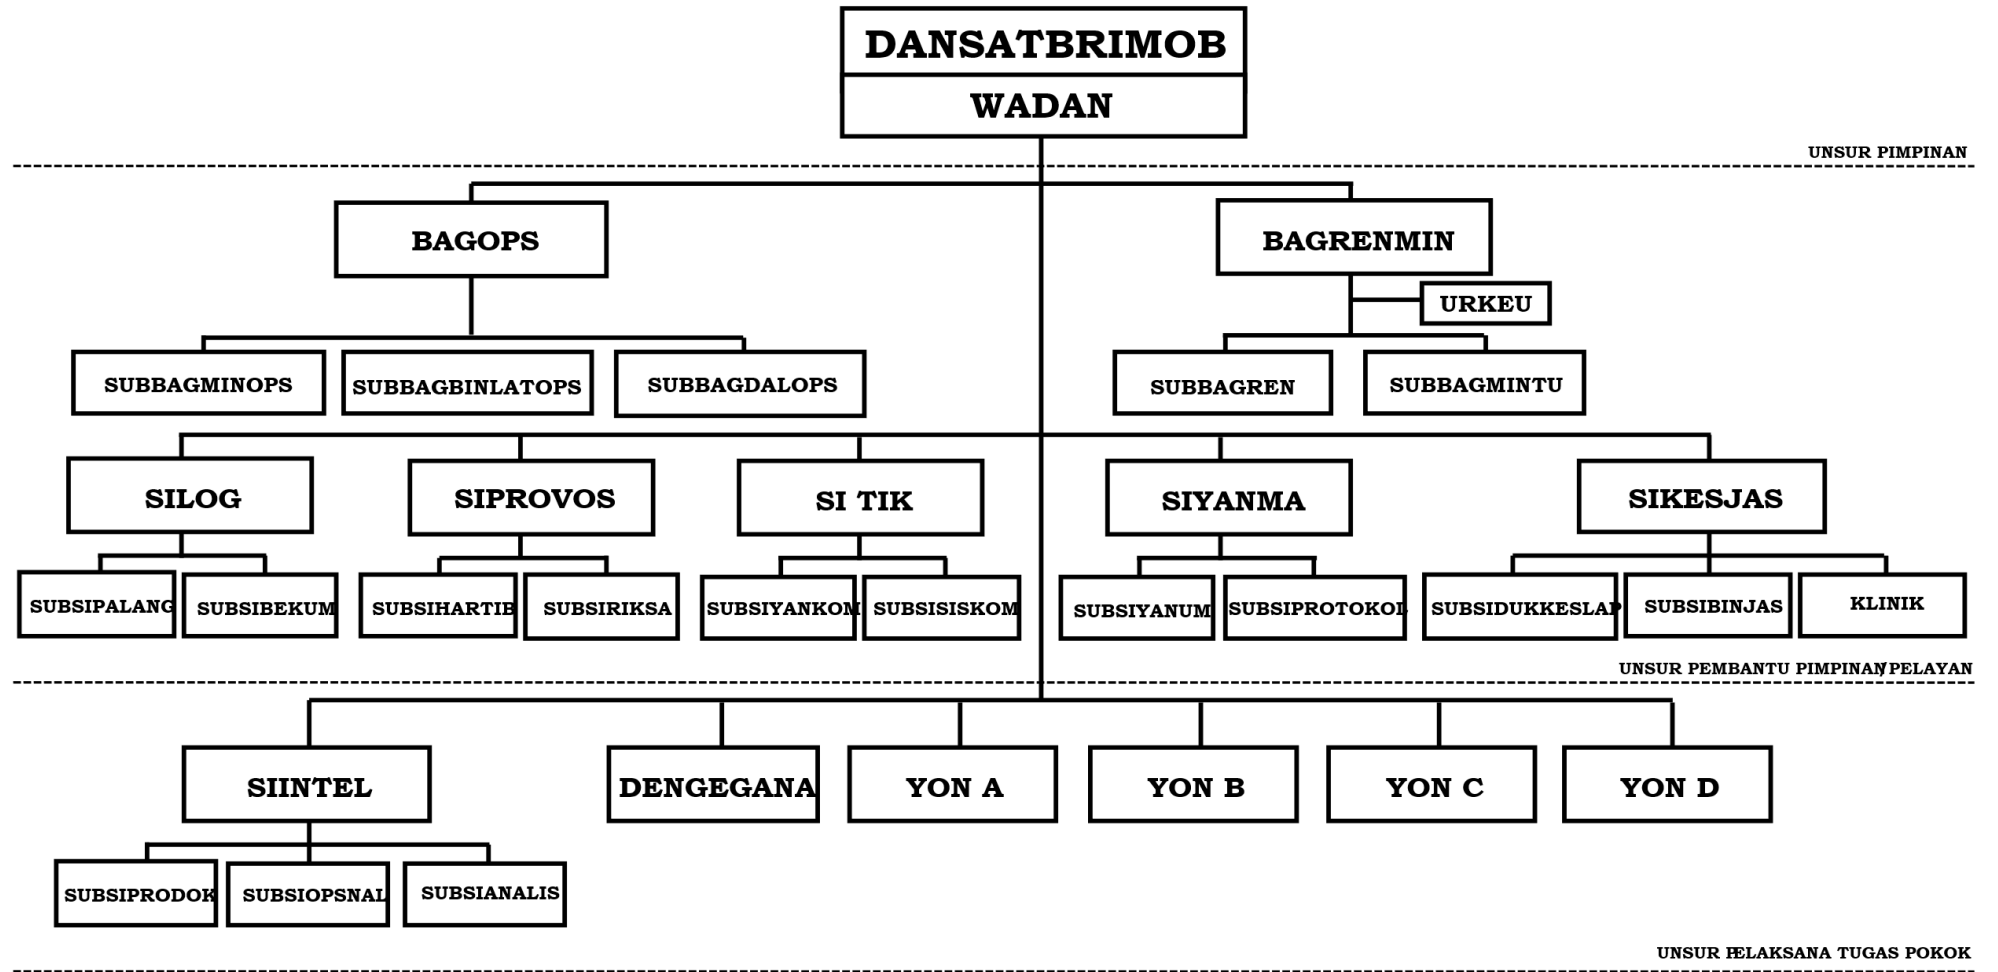 DANSATBRIMOB
WADAN
UNSUR PIMPINAN
BAGOPS
BAGRENMIN
URKEU
SUBBAGMINOPS
SUBBAGBINLATOPS
SUBBAGDALOPS
SUBBAGREN
SUBBAGMINTU
SILOG
SIPROVOS
SI TIK
SIYANMA
SIKESJAS
SUBSIPALANG
SUBSIBEKUM
SUBSIHARTIB
SUBSIRIKSA
SUBSIYANKOM
SUBSISISKOM
SUBSIYANUM
SUBSIPROTOKOL
SUBSIDUKKESLAP
SUBSIBINJAS
KLINIK
UNSUR PEMBANTU PIMPINAN/PELAYAN
SIINTEL
DENGEGANA
YON A
YON B
YON C
YON D
SUBSIPRODOK
SUBSIOPSNAL
SUBSIANALIS
UNSUR PELAKSANA TUGAS POKOK